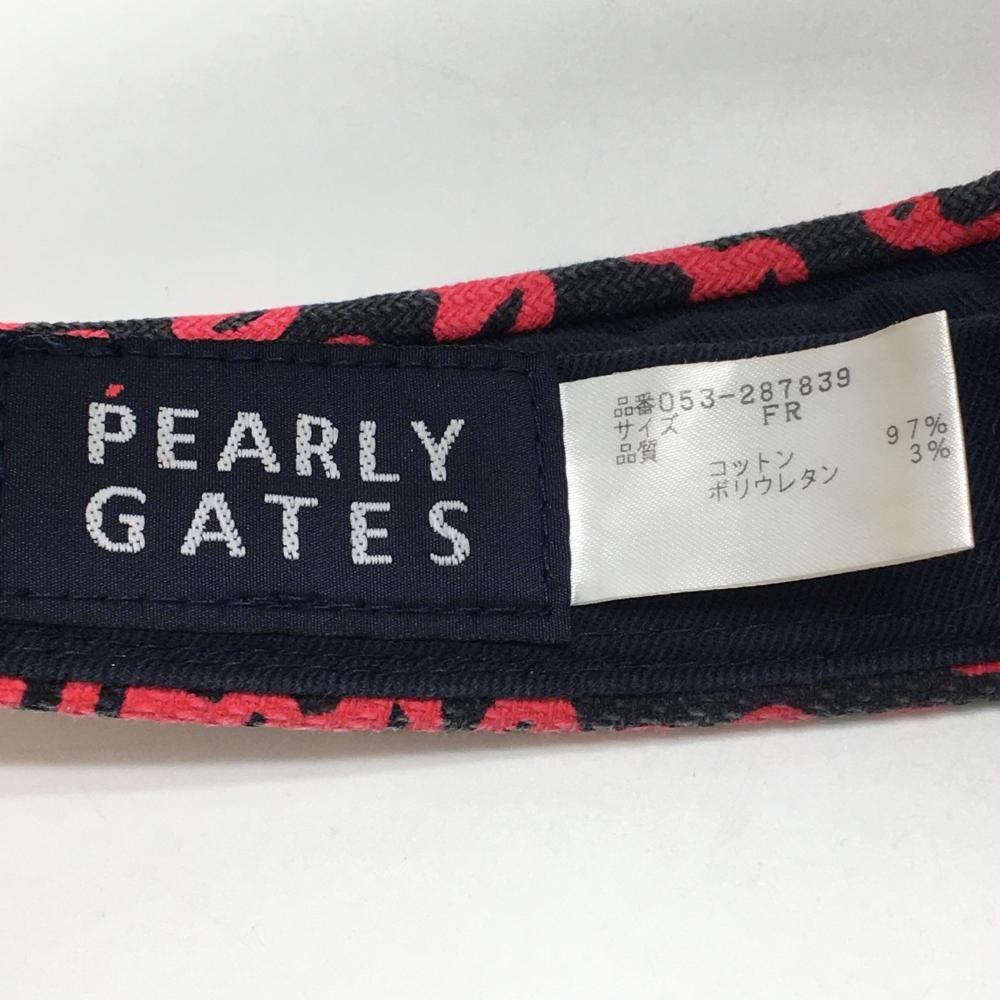 PEARLY
GATES
品番053-287839
サイズ FR
品質
コットン 97%
ポリウレタン 3%